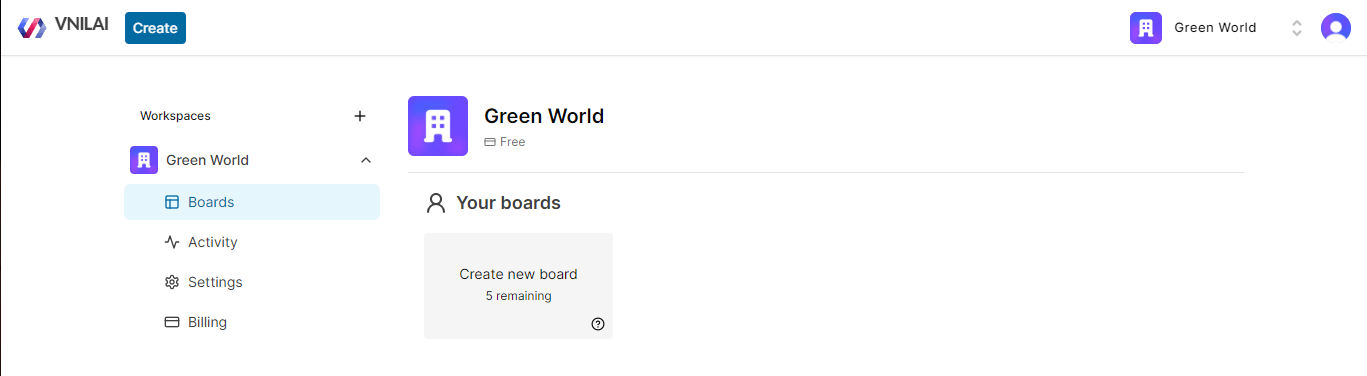 VNILAI
Create
Green World
Workspaces
Green World
Boards
Activity
Settings
Billing
Green World
Free
Your boards
Create new board
5 remaining